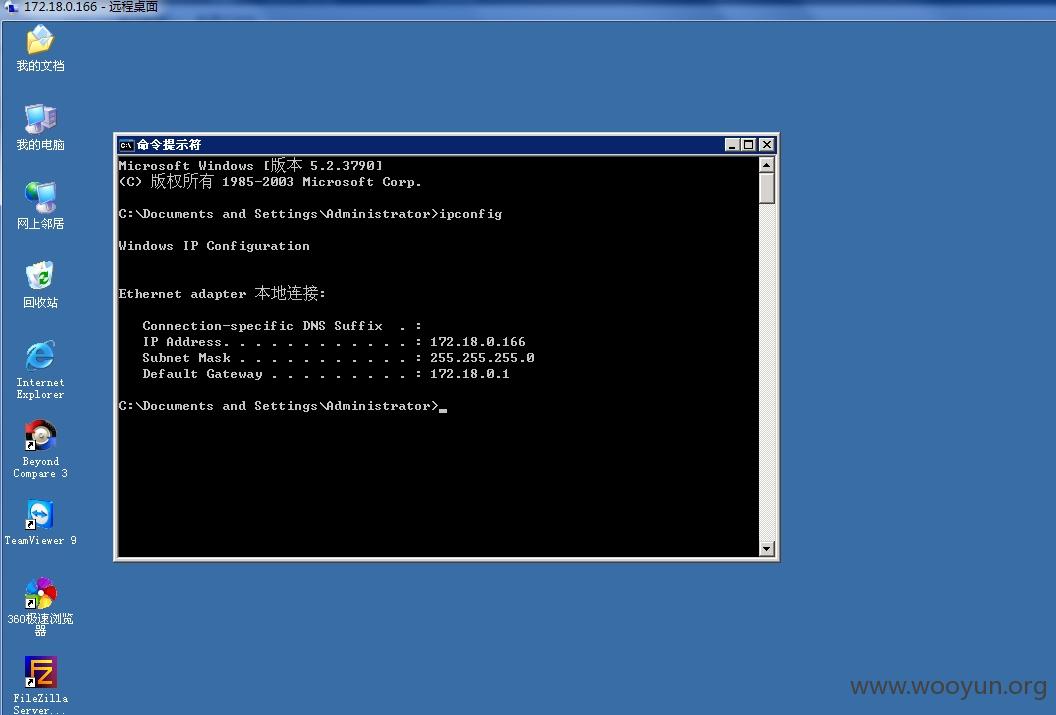 172.18.0.166 - 远程桌面
我的文档
我的电脑
网上邻居
回收站
Internet
Explorer
Beyond
Compare 3
TeamViewer 9
360极速浏览
器
FileZilla
Server...
命令提示符
Microsoft Windows [版本 5.2.3790]
(C) 版权所有 1985-2003 Microsoft Corp.
C:\Documents and Settings\Administrator>ipconfig
Windows IP Configuration
Ethernet adapter 本地连接:
Connection-specific DNS Suffix  . :
IP Address. . . . . . . . . . . . : 172.18.0.166
Subnet Mask . . . . . . . . . . . : 255.255.255.0
Default Gateway . . . . . . . . . : 172.18.0.1
C:\Documents and Settings\Administrator>
www.wooyun.org